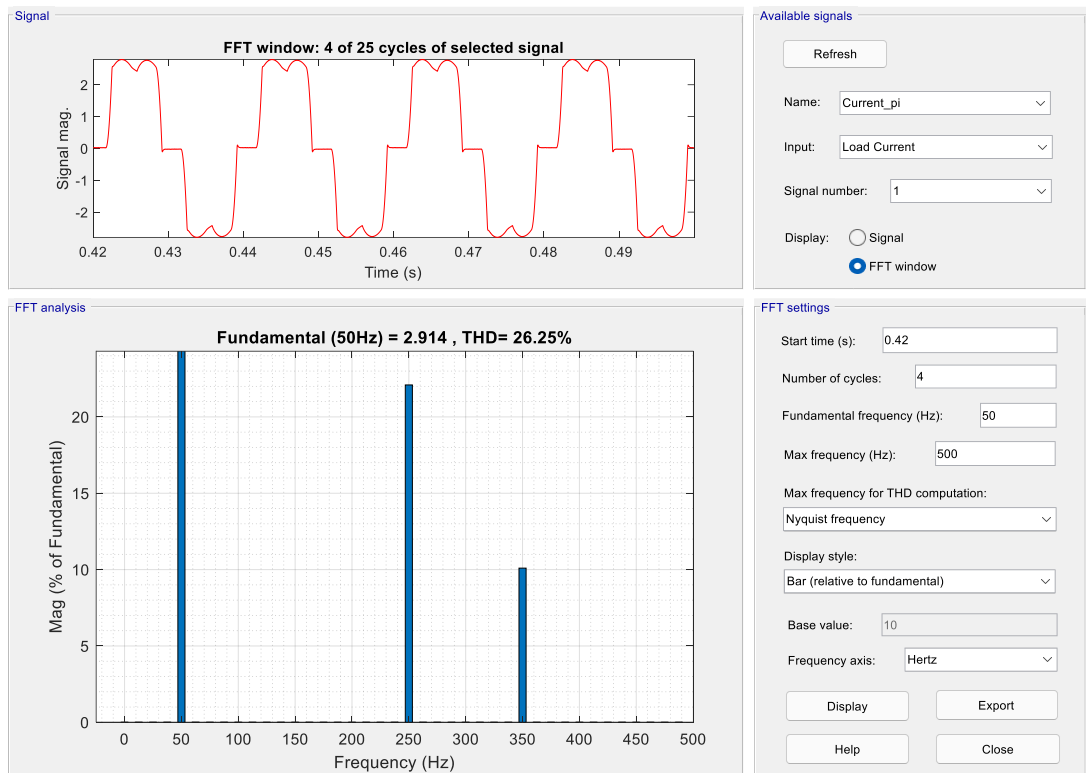 Signal
FFT window: 4 of 25 cycles of selected signal
Signal mag.
2
1
0
-1
-2
0.42 0.43 0.44 0.45 0.46 0.47 0.48 0.49
Time (s)
Available signals
Refresh
Name: Current_pi
Input: Load Current
Signal number: 1
Display: Signal
FFT window
FFT analysis
Fundamental (50Hz) = 2.914 , THD= 26.25%
Mag (% of Fundamental)
20
15
10
5
0
0 50 100 150 200 250 300 350 400 450 500
Frequency (Hz)
FFT settings
Start time (s): 0.42
Number of cycles: 4
Fundamental frequency (Hz): 50
Max frequency (Hz): 500
Max frequency for THD computation:
Nyquist frequency
Display style:
Bar (relative to fundamental)
Base value: 10
Frequency axis: Hertz
Display Export
Help Close